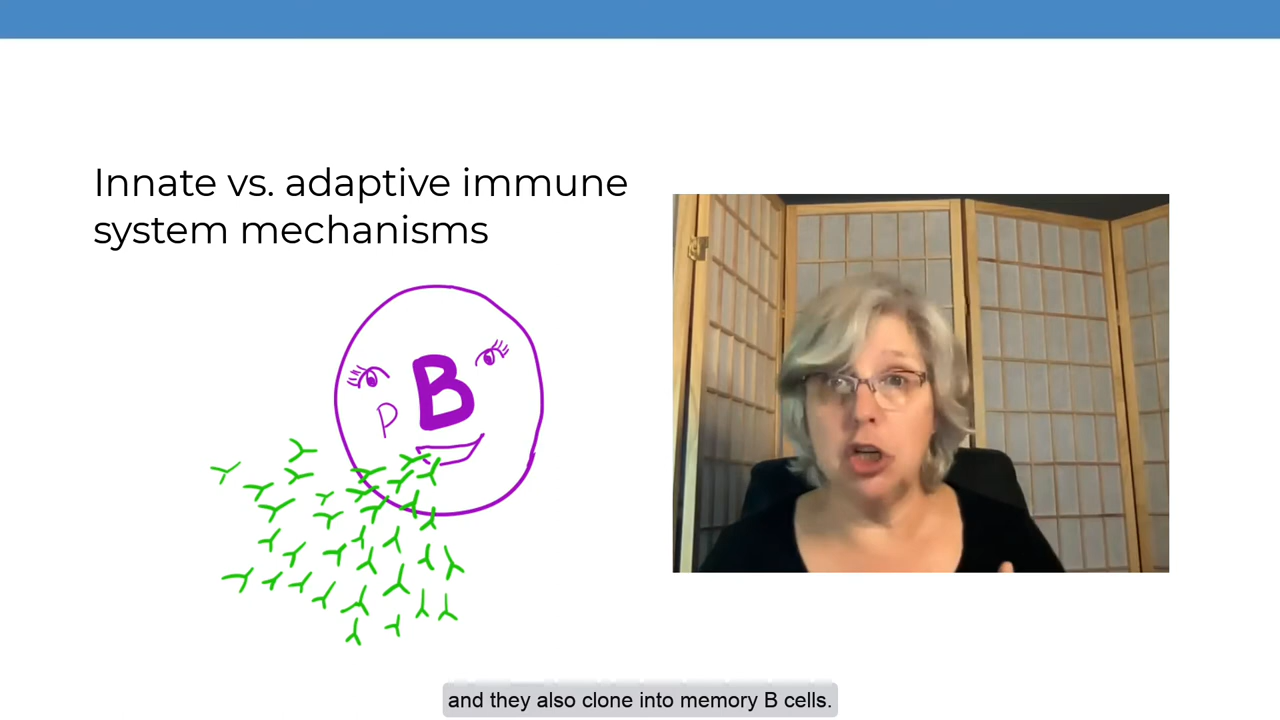 Innate vs. adaptive immune
system mechanisms
B
P
and they also clone into memory B cells.